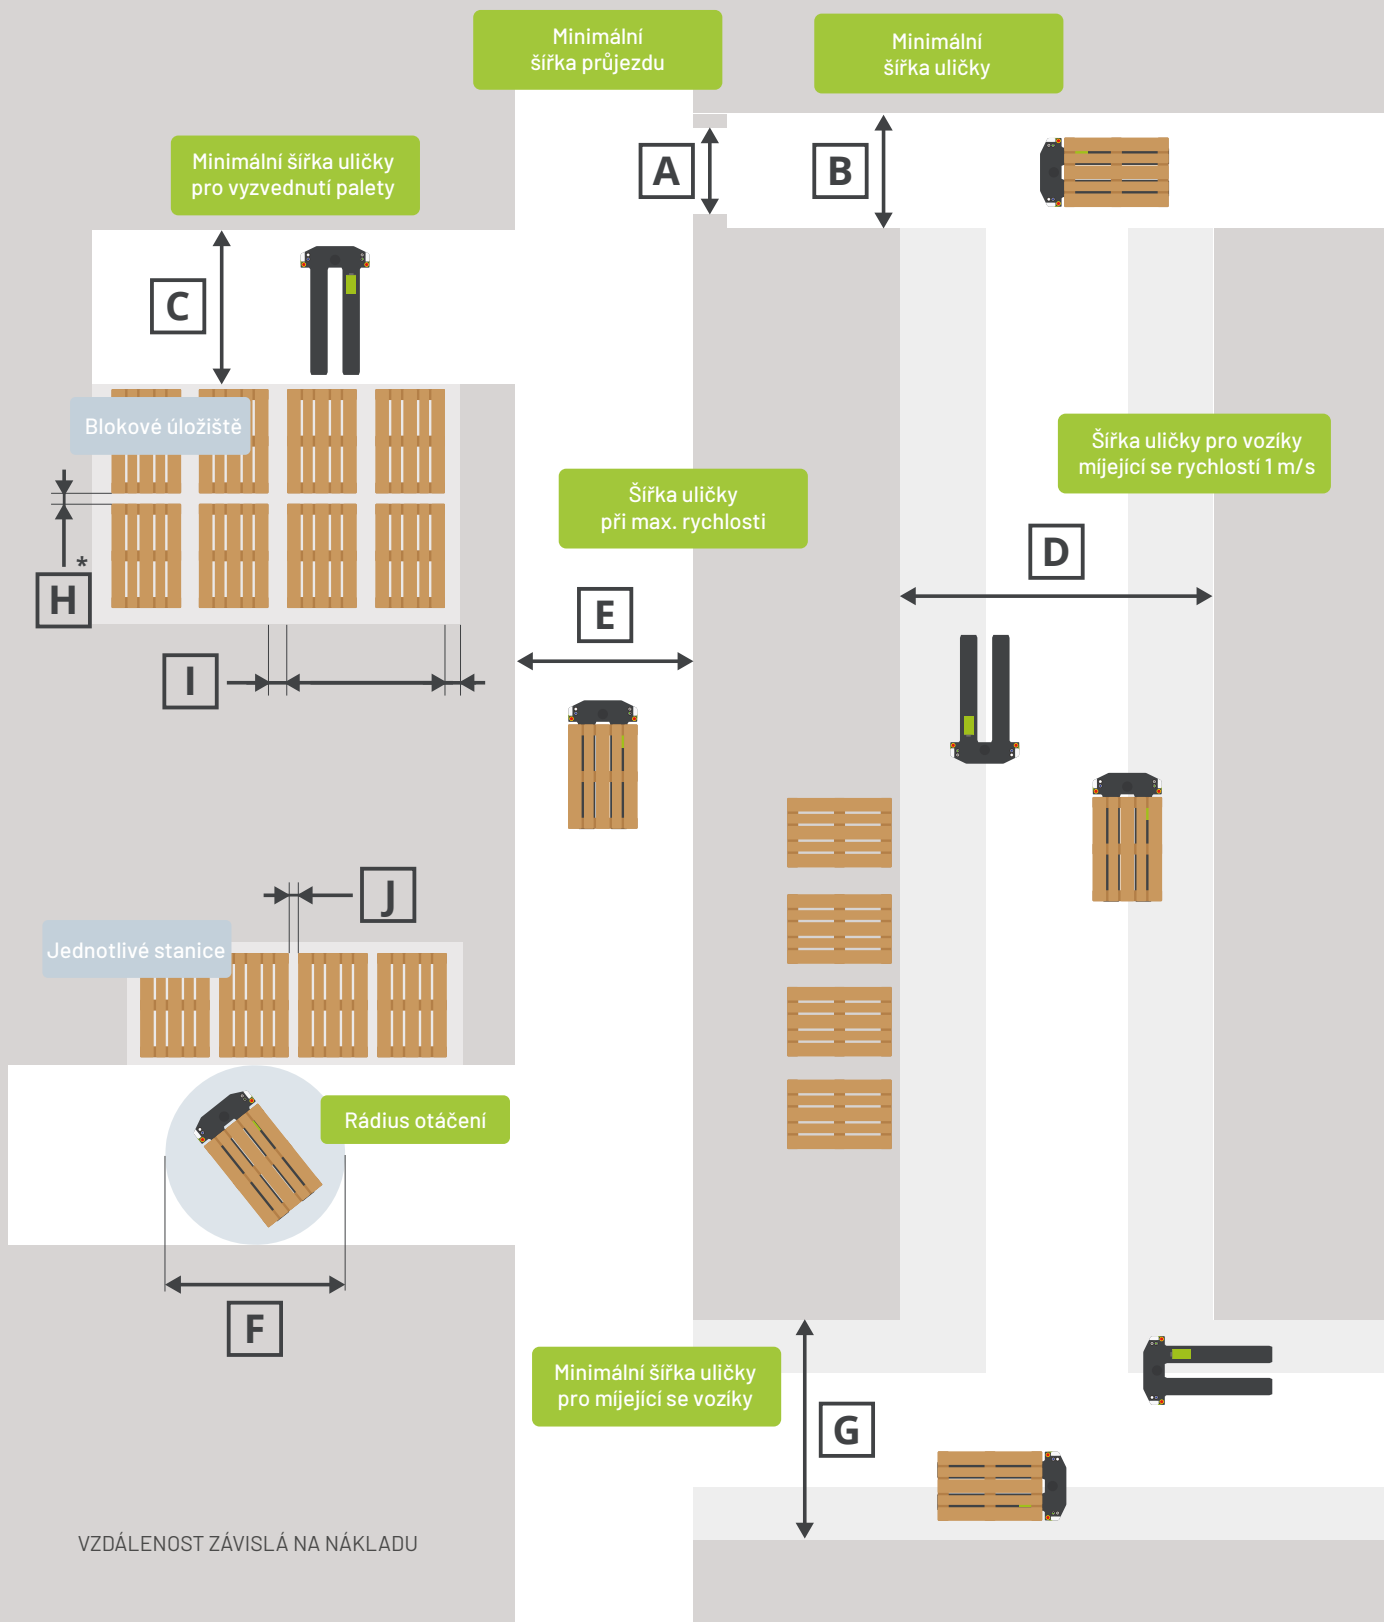 Minimální
šířka průjezdu
Minimální
šířka uličky
Minimální šířka uličky
pro vyzvednutí palety
A
B
C
Blokové úložiště
Šířka uličky pro vozíky
míjející se rychlostí 1 m/s
Šířka uličky
při max. rychlosti
D
*
H
E
I
J
Jednotlivé stanice
Rádius otáčení
F
Minimální šířka uličky
pro míjející se vozíky
G
VZDÁLENOST ZÁVISLÁ NA NÁKLADU